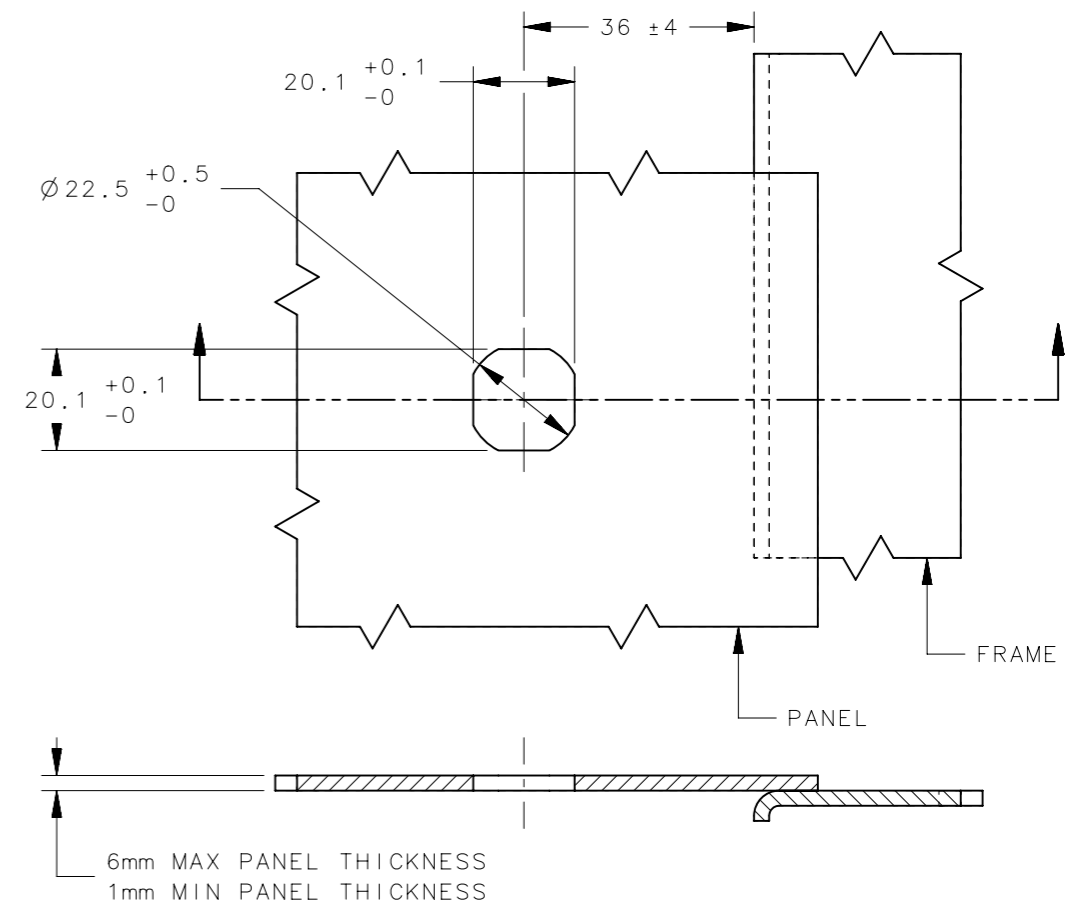 36 ±4
20.1 +0.1
-0
Ø22.5 +0.5
-0
20.1 +0.1
-0
FRAME
PANEL
6mm MAX PANEL THICKNESS
1mm MIN PANEL THICKNESS